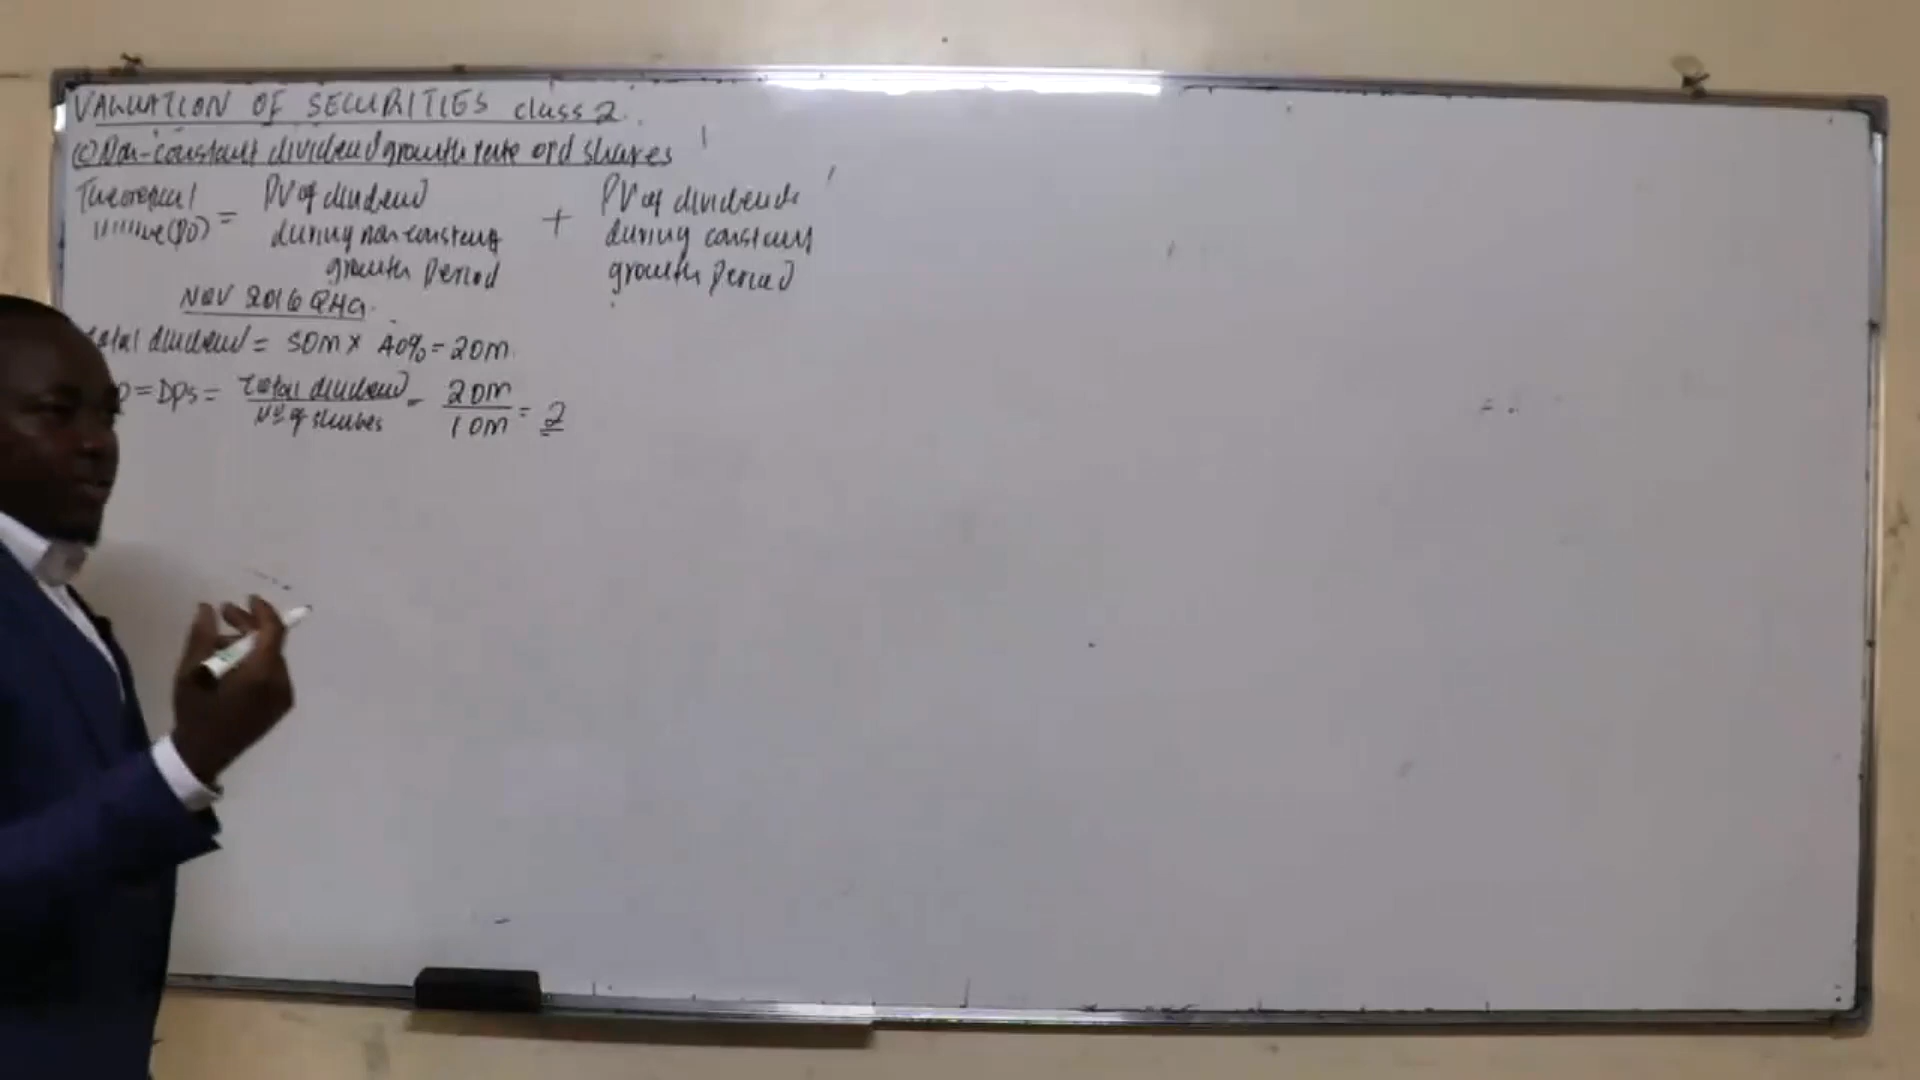 VALUATION OF SECURITIES class 2.
(c) Non-constant dividend growth rate ord shares
Theoretical value (P0) = PV of dividend during non constant growth period + PV of dividends during constant growth period
NOV 2016 Q4a
Total dividend = 50m x 40% = 20m
= DPS = Total dividend / No of shares = 20m / 10m = 2